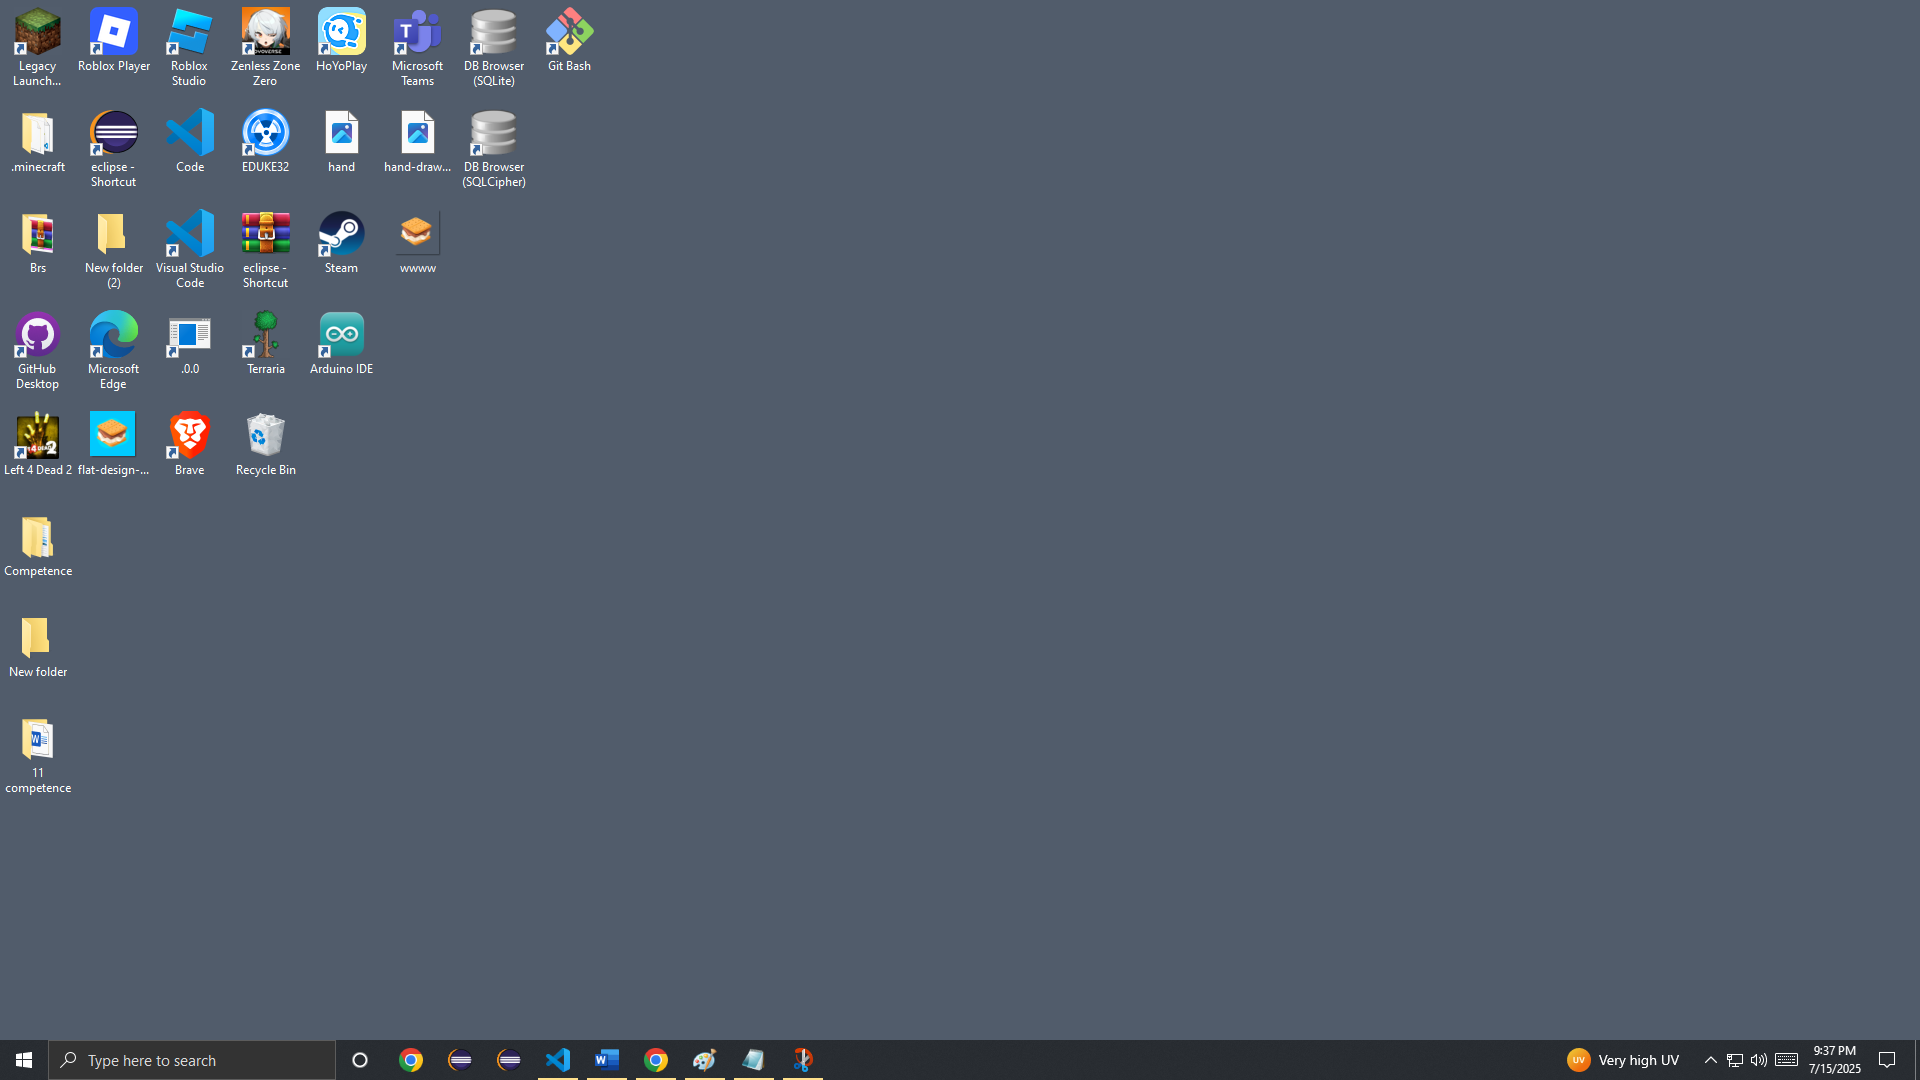 Legacy
Launch...
Roblox Player
Roblox
Studio
Zenless Zone
Zero
HoYoPlay
Microsoft
Teams
DB Browser
(SQLite)
Git Bash
.minecraft
eclipse -
Shortcut
Code
EDUKE32
hand
hand-draw...
DB Browser
(SQLCipher)
Brs
New folder
(2)
Visual Studio
Code
eclipse -
Shortcut
Steam
wwww
GitHub
Desktop
Microsoft
Edge
.0.0
Terraria
Arduino IDE
Left 4 Dead 2
flat-design-...
Brave
Recycle Bin
Competence
New folder
11
competence
Type here to search
UV
Very high UV
9:37 PM
7/15/2025